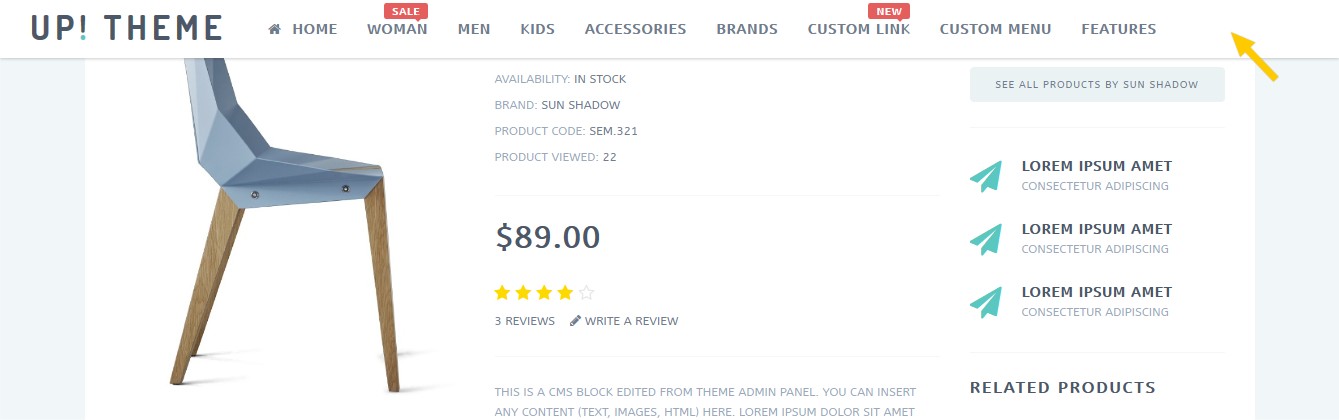 UP! THEME
HOME
SALE
WOMAN
MEN
KIDS
ACCESSORIES
BRANDS
NEW
CUSTOM LINK
CUSTOM MENU
FEATURES
AVAILABILITY: IN STOCK
BRAND: SUN SHADOW
PRODUCT CODE: SEM.321
PRODUCT VIEWED: 22
$89.00
3 REVIEWS
WRITE A REVIEW
THIS IS A CMS BLOCK EDITED FROM THEME ADMIN PANEL. YOU CAN INSERT
ANY CONTENT (TEXT, IMAGES, HTML) HERE. LOREM IPSUM DOLOR SIT AMET
SEE ALL PRODUCTS BY SUN SHADOW
LOREM IPSUM AMET
CONSECTETUR ADIPISCING
LOREM IPSUM AMET
CONSECTETUR ADIPISCING
LOREM IPSUM AMET
CONSECTETUR ADIPISCING
RELATED PRODUCTS